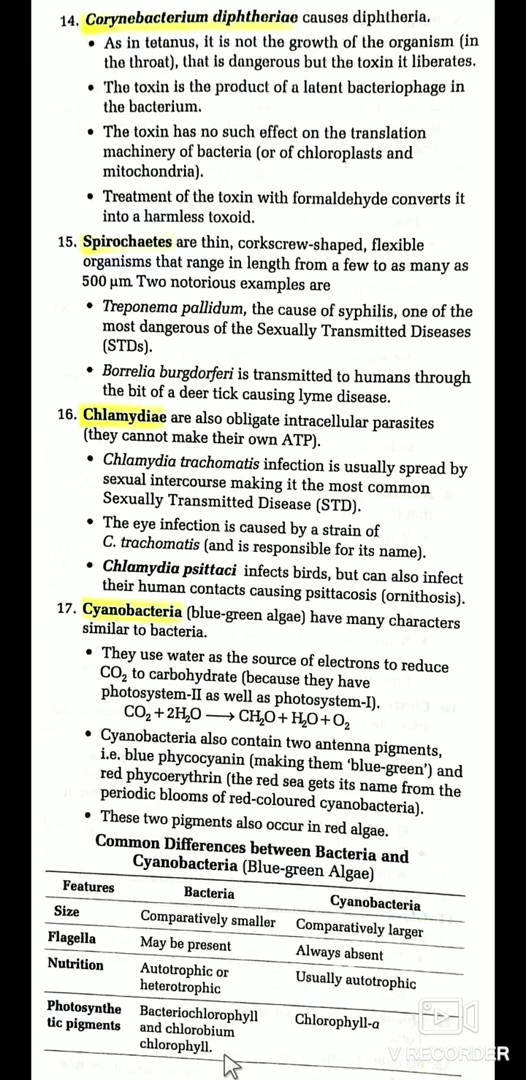 14. Corynebacterium diphtheriae causes diphtheria.
• As in tetanus, it is not the growth of the organism (in
the throat), that is dangerous but the toxin it liberates.
• The toxin is the product of a latent bacteriophage in
the bacterium.
• The toxin has no such effect on the translation
machinery of bacteria (or of chloroplasts and
mitochondria).
• Treatment of the toxin with formaldehyde converts it
into a harmless toxoid.
15. Spirochaetes are thin, corkscrew-shaped, flexible
organisms that range in length from a few to as many as
500 µm Two notorious examples are
• Treponema pallidum, the cause of syphilis, one of the
most dangerous of the Sexually Transmitted Diseases
(STDs).
• Borrelia burgdorferi is transmitted to humans through
the bit of a deer tick causing lyme disease.
16. Chlamydiae are also obligate intracellular parasites
(they cannot make their own ATP).
• Chlamydia trachomatis infection is usually spread by
sexual intercourse making it the most common
Sexually Transmitted Disease (STD).
• The eye infection is caused by a strain of
C. trachomatis (and is responsible for its name).
• Chlamydia psittaci infects birds, but can also infect
their human contacts causing psittacosis (ornithosis).
17. Cyanobacteria (blue-green algae) have many characters
similar to bacteria.
• They use water as the source of electrons to reduce
CO₂ to carbohydrate (because they have
photosystem-II as well as photosystem-I).
CO₂ + 2H₂O ⟶ CH₂O + H₂O + O₂
• Cyanobacteria also contain two antenna pigments,
i.e. blue phycocyanin (making them 'blue-green') and
red phycoerythrin (the red sea gets its name from the
periodic blooms of red-coloured cyanobacteria).
• These two pigments also occur in red algae.
Common Differences between Bacteria and
Cyanobacteria (Blue-green Algae)
Features Bacteria Cyanobacteria
Size Comparatively smaller Comparatively larger
Flagella May be present Always absent
Nutrition Autotrophic or Usually autotrophic
heterotrophic
Photosynthe Bacteriochlorophyll Chlorophyll-a
tic pigments and chlorobium
chlorophyll.
V RECORDER